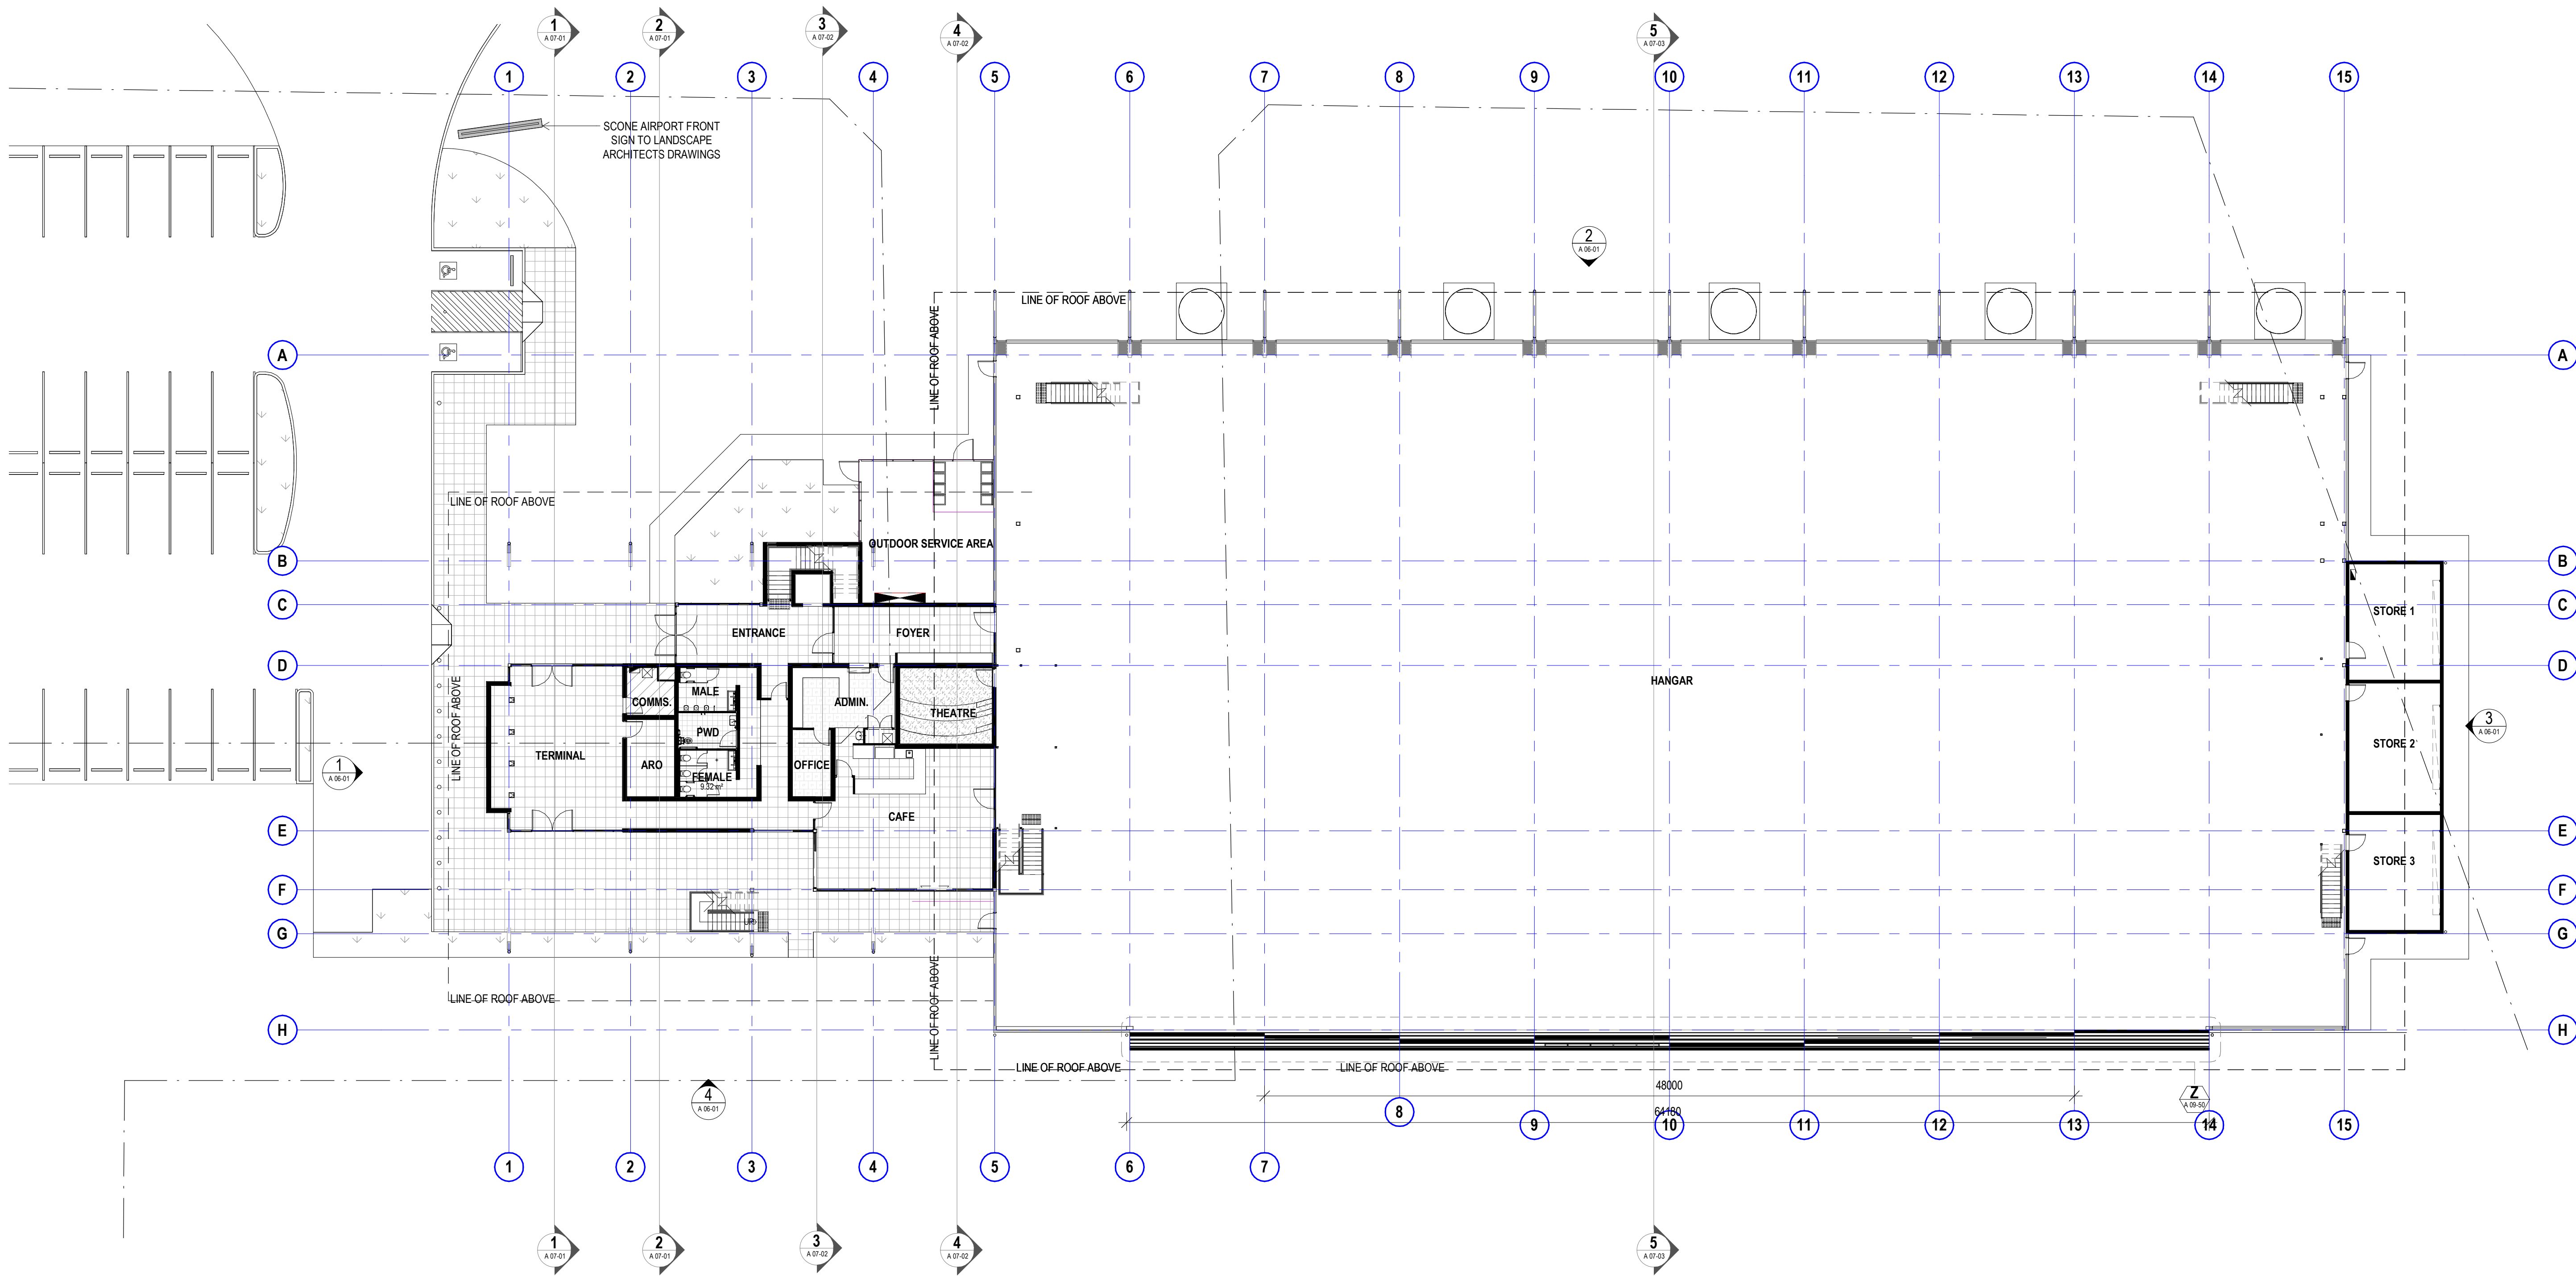 1
A 07-01
2
A 07-01
3
A 07-02
4
A 07-02
5
A 07-03
1
2
3
4
5
6
7
8
9
10
11
12
13
14
15
SCONE AIRPORT FRONT
SIGN TO LANDSCAPE
ARCHITECTS DRAWINGS
2
A 06-01
LINE OF ROOF ABOVE
LINE OF ROOF ABOVE
A
A
LINE OF ROOF ABOVE
OUTDOOR SERVICE AREA
B
B
C
C
STORE 1
ENTRANCE
FOYER
D
D
HANGAR
MALE
COMMS.
ADMIN.
THEATRE
PWD
LINE OF ROOF ABOVE
TERMINAL
ARO
OFFICE
FEMALE
9.32 m²
STORE 2
3
A 06-01
1
A 06-01
CAFE
E
E
STORE 3
F
F
G
G
LINE OF ROOF ABOVE
LINE OF ROOF ABOVE
H
H
LINE OF ROOF ABOVE
LINE OF ROOF ABOVE
48000
4
A 06-01
Z
A 09-50
64180
8
9
10
11
12
13
14
15
1
2
3
4
5
6
7
1
A 07-01
2
A 07-01
3
A 07-02
4
A 07-02
5
A 07-03